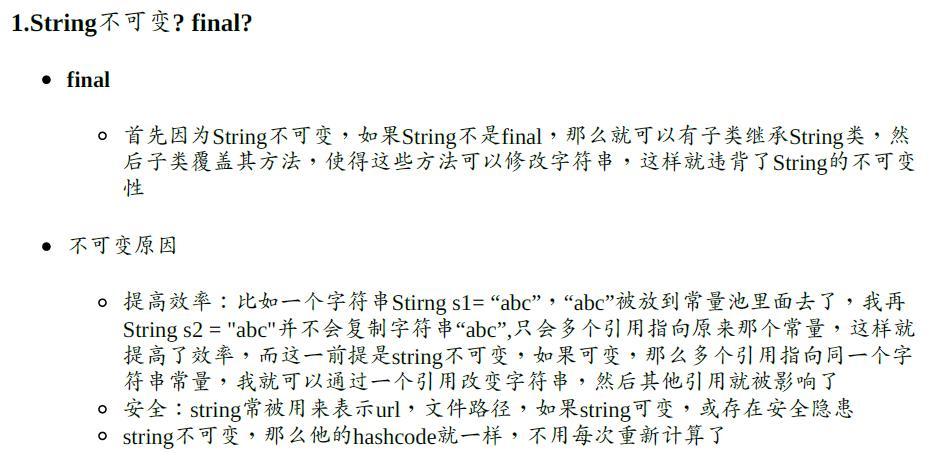 1.String不可变? final?
final
首先因为String不可变，如果String不是final，那么就可以有子类继承String类，然
后子类覆盖其方法，使得这些方法可以修改字符串，这样就违背了String的不可变
性
不可变原因
提高效率：比如一个字符串Stirng s1= “abc”，“abc”被放到常量池里面去了，我再
String s2 = "abc"并不会复制字符串“abc”,只会多个引用指向原来那个常量，这样就
提高了效率，而这一前提是string不可变，如果可变，那么多个引用指向同一个字
符串常量，我就可以通过一个引用改变字符串，然后其他引用就被影响了
安全：string常被用来表示url，文件路径，如果string可变，或存在安全隐患
string不可变，那么他的hashcode就一样，不用每次重新计算了